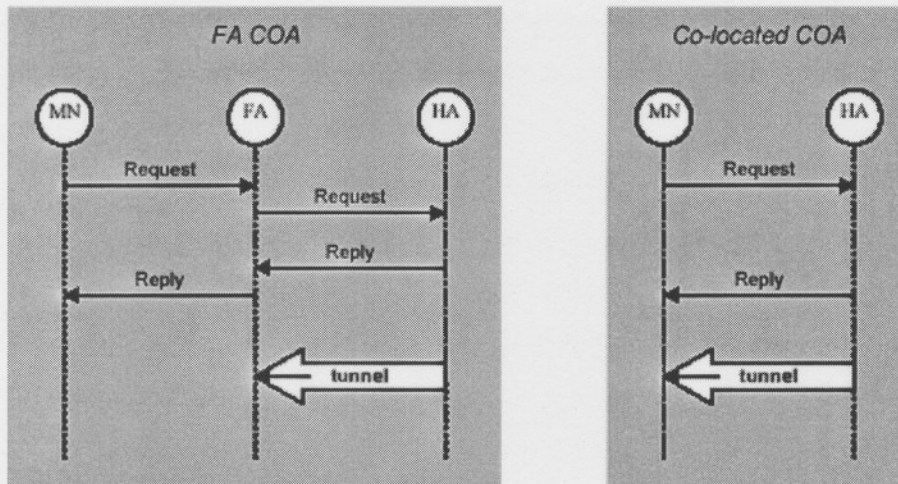 FA COA
MN
FA
HA
Request
Request
Reply
Reply
tunnel
Co-located COA
MN
HA
Request
Reply
tunnel